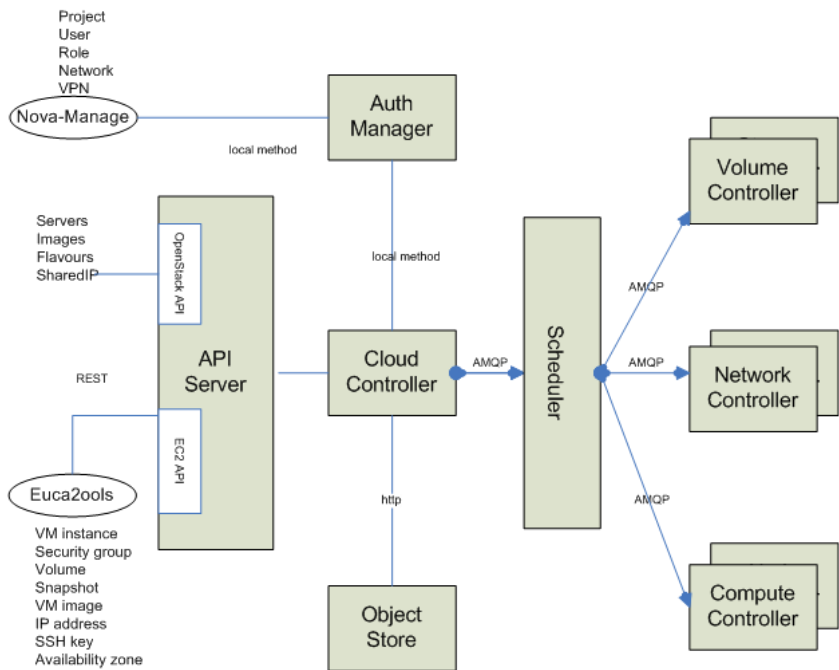 Project
User
Role
Network
VPN
Nova-Manage
Auth
Manager
local method
Servers
Images
Flavours
SharedIP
OpenStack API
local method
REST
API
Server
Cloud
Controller
AMQP
Scheduler
EC2 API
Euca2ools
http
VM instance
Security group
Volume
Snapshot
VM image
IP address
SSH key
Availability zone
Object
Store
Volume
Controller
AMQP
AMQP
Network
Controller
AMQP
Compute
Controller